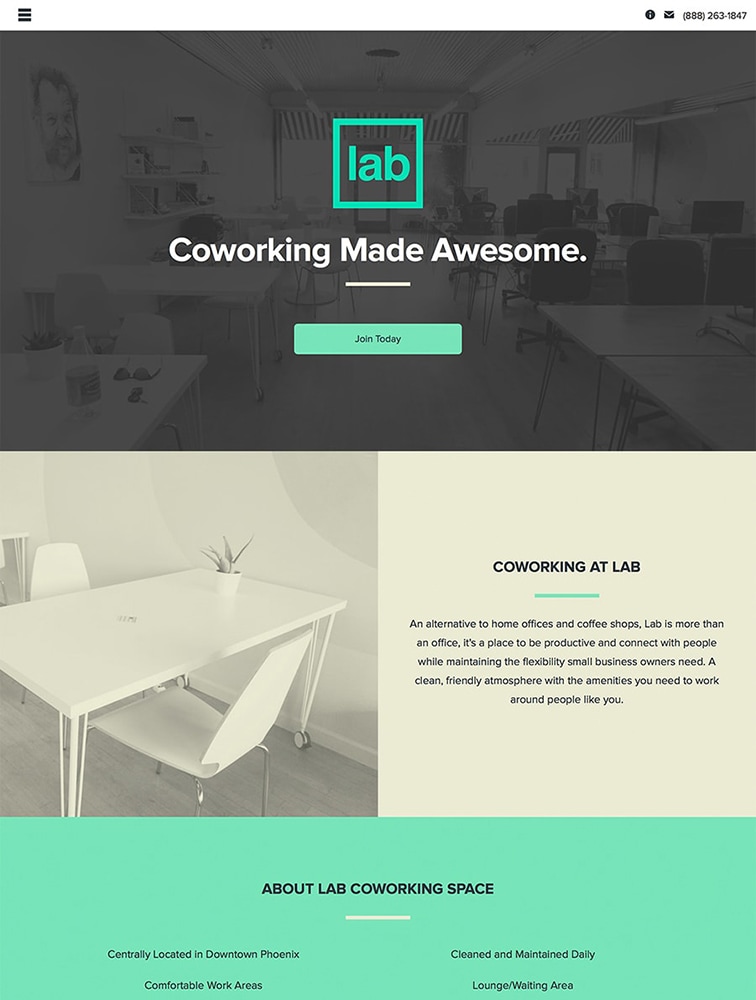 (888) 263-1847
lab
Coworking Made Awesome.
Join Today
COWORKING AT LAB
An alternative to home offices and coffee shops, Lab is more than
an office, it's a place to be productive and connect with people
while maintaining the flexibility small business owners need. A
clean, friendly atmosphere with the amenities you need to work
around people like you.
ABOUT LAB COWORKING SPACE
Centrally Located in Downtown Phoenix
Cleaned and Maintained Daily
Comfortable Work Areas
Lounge/Waiting Area